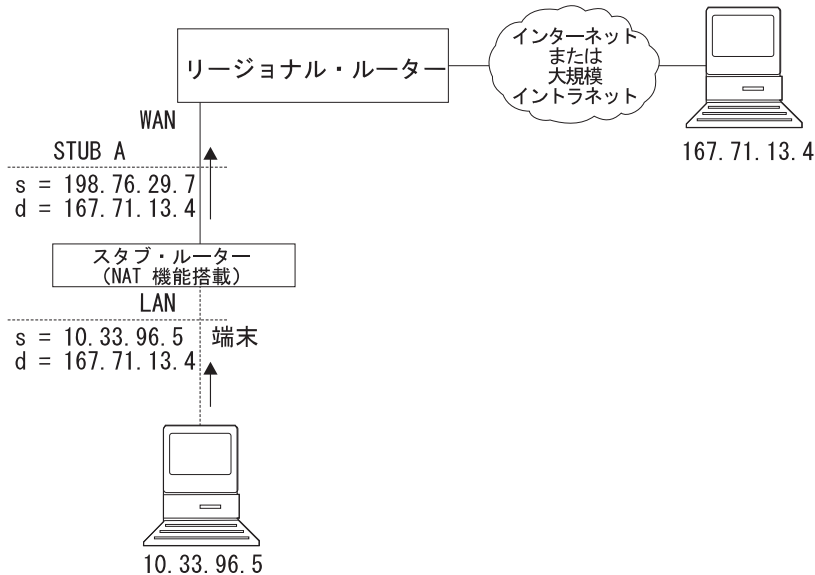 リージョナル・ルーター
インターネット
または
大規模
イントラネット
167.71.13.4
WAN
STUB A
s = 198.76.29.7
d = 167.71.13.4
スタブ・ルーター
(NAT 機能搭載)
LAN
s = 10.33.96.5 端末
d = 167.71.13.4
10.33.96.5